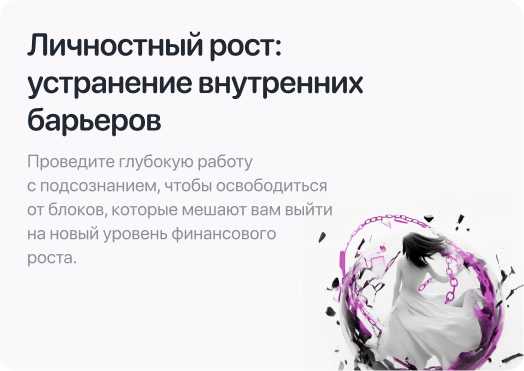 Личностный рост:
устранение внутренних
барьеров
Проведите глубокую работу
с подсознанием, чтобы освободиться
от блоков, которые мешают вам выйти
на новый уровень финансового
роста.